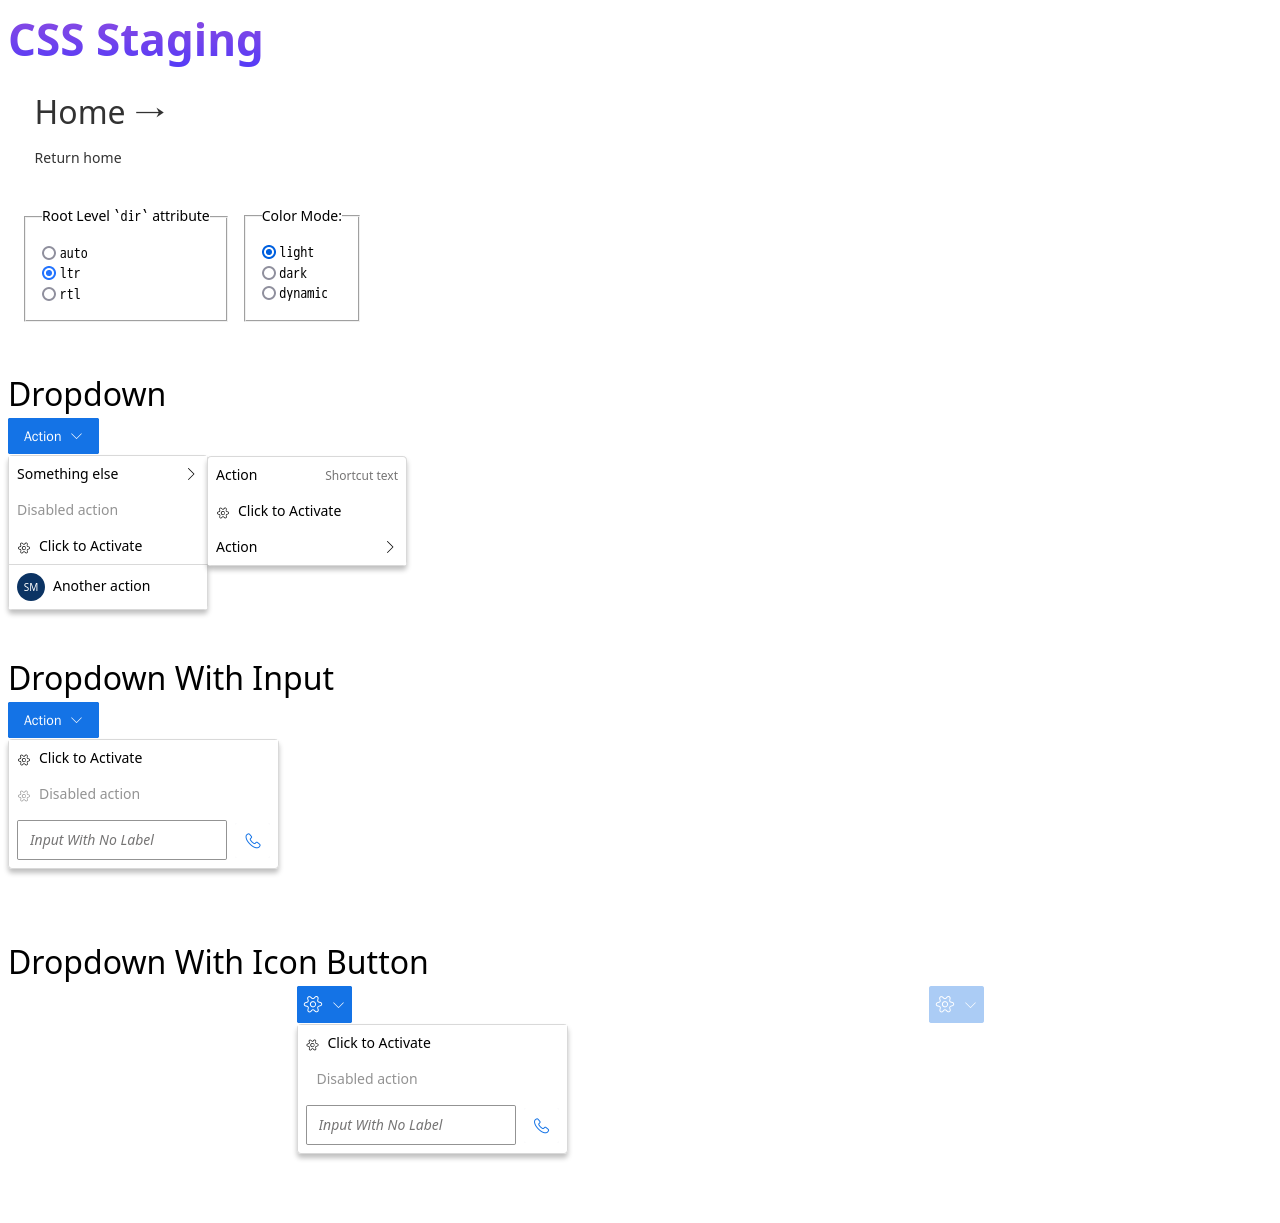 CSS Staging
Home →
Return home
Root Level `dir` attribute
auto
ltr
rtl
Color Mode:
light
dark
dynamic
Dropdown
Action
Something else
Disabled action
Click to Activate
SM Another action
Action Shortcut text
Click to Activate
Action
Dropdown With Input
Action
Click to Activate
Disabled action
Input With No Label
Dropdown With Icon Button
Click to Activate
Disabled action
Input With No Label